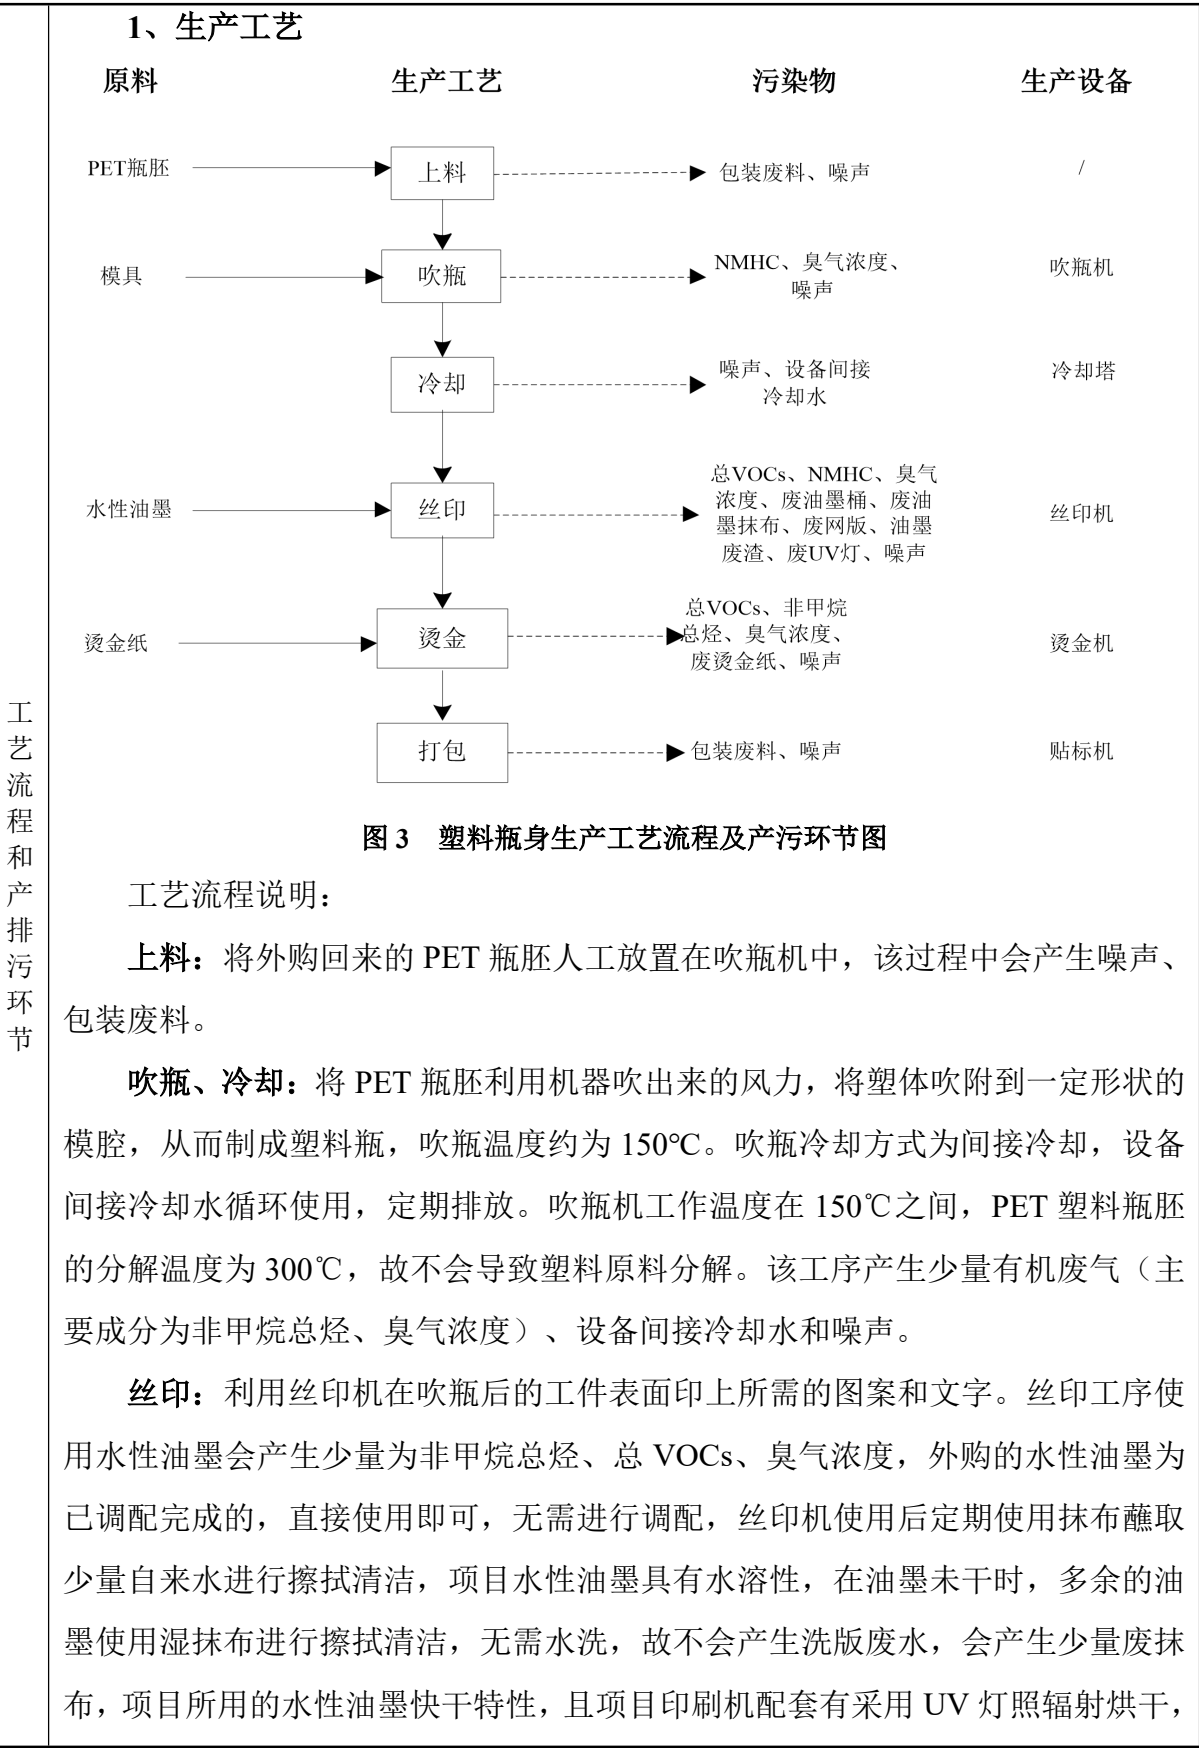 1、生产工艺
原料 生产工艺 污染物 生产设备
PET瓶胚 上料 包装废料、噪声 /
模具 吹瓶 NMHC、臭气浓度、
噪声 吹瓶机
冷却 噪声、设备间接
冷却水 冷却塔
水性油墨 丝印 总VOCs、NMHC、臭气
浓度、废油墨桶、废油
墨抹布、废网版、油墨
废渣、废UV灯、噪声 丝印机
烫金纸 烫金 总VOCs、非甲烷
总烃、臭气浓度、
废烫金纸、噪声 烫金机
打包 包装废料、噪声 贴标机
图 3 塑料瓶身生产工艺流程及产污环节图
工艺流程和产排污环节
工艺流程说明：
上料：将外购回来的 PET 瓶胚人工放置在吹瓶机中，该过程中会产生噪声、
包装废料。
吹瓶、冷却：将 PET 瓶胚利用机器吹出来的风力，将塑体吹附到一定形状的
模腔，从而制成塑料瓶，吹瓶温度约为 150℃。吹瓶冷却方式为间接冷却，设备
间接冷却水循环使用，定期排放。吹瓶机工作温度在 150℃之间，PET 塑料瓶胚
的分解温度为 300℃，故不会导致塑料原料分解。该工序产生少量有机废气（主
要成分为非甲烷总烃、臭气浓度）、设备间接冷却水和噪声。
丝印：利用丝印机在吹瓶后的工件表面印上所需的图案和文字。丝印工序使
用水性油墨会产生少量为非甲烷总烃、总 VOCs、臭气浓度，外购的水性油墨为
已调配完成的，直接使用即可，无需进行调配，丝印机使用后定期使用抹布蘸取
少量自来水进行擦拭清洁，项目水性油墨具有水溶性，在油墨未干时，多余的油
墨使用湿抹布进行擦拭清洁，无需水洗，故不会产生洗版废水，会产生少量废抹
布，项目所用的水性油墨快干特性，且项目印刷机配套有采用 UV 灯照辐射烘干，